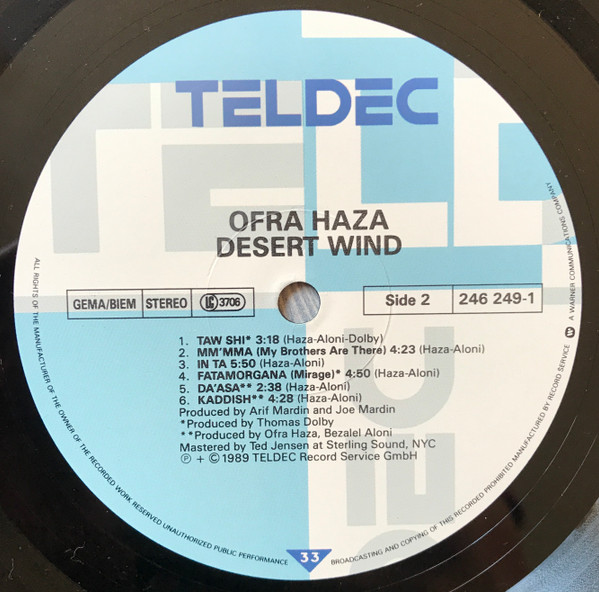 TELDEC
OFRA HAZA
DESERT WIND
GEMA/BIEM STEREO LC 3706 Side 2 246 249-1
1. TAW SHI* 3:18 (Haza-Aloni-Dolby)
2. MM'MMA (My Brothers Are There) 4:23 (Haza-Aloni)
3. IN TA 5:50 (Haza-Aloni)
4. FATAMORGANA (Mirage)* 4:50 (Haza-Aloni)
5. DA'ASA** 2:38 (Haza-Aloni)
6. KADDISH** 4:28 (Haza-Aloni)
Produced by Arif Mardin and Joe Mardin
*Produced by Thomas Dolby
**Produced by Ofra Haza, Bezalel Aloni
Mastered by Ted Jensen at Sterling Sound, NYC
Ⓟ + © 1989 TELDEC Record Service GmbH
ALL RIGHTS OF THE MANUFACTURER OF THE OWNER OF THE RECORDED WORK RESERVED UNAUTHORIZED PUBLIC PERFORMANCE
33
BROADCASTING AND COPYING OF THIS RECORD PROHIBITED MANUFACTURED BY RECORD SERVICE
A WARNER COMMUNICATIONS COMPANY